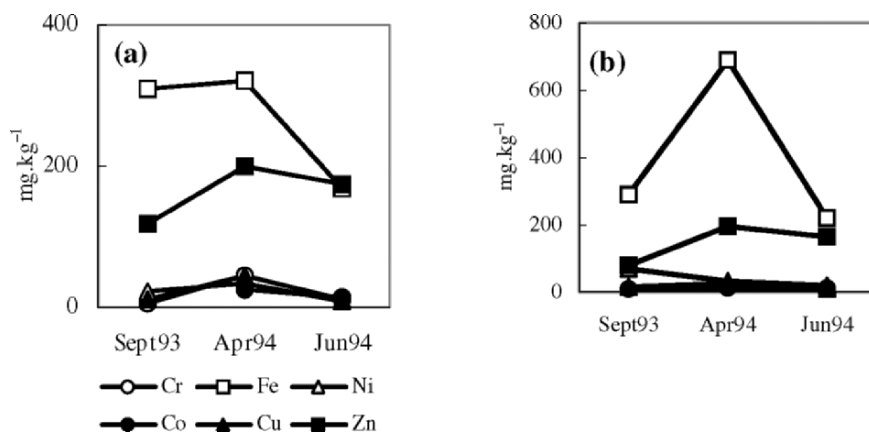 (a)
400
200
0
mg.kg⁻¹
Sept93 Apr94 Jun94
Cr Fe Ni
Co Cu Zn
(b)
800
600
400
200
0
mg.kg⁻¹
Sept93 Apr94 Jun94